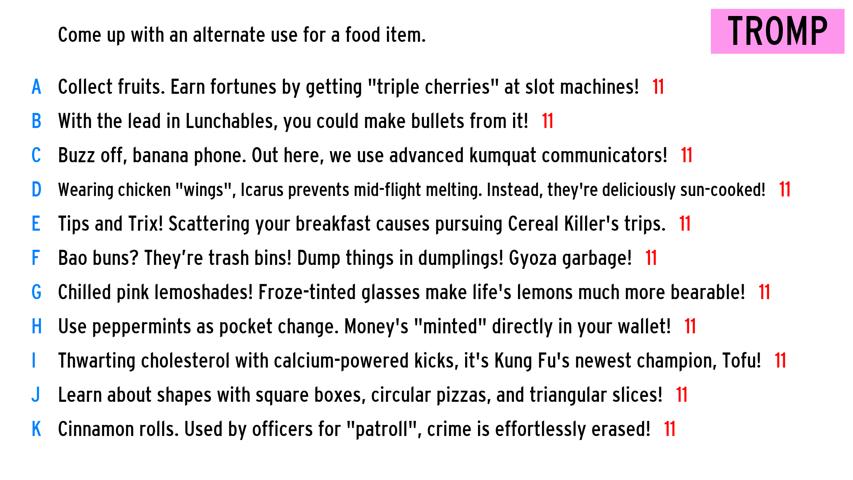 Come up with an alternate use for a food item.
TROMP
A Collect fruits. Earn fortunes by getting "triple cherries" at slot machines! 11
B With the lead in Lunchables, you could make bullets from it! 11
C Buzz off, banana phone. Out here, we use advanced kumquat communicators! 11
D Wearing chicken "wings", Icarus prevents mid-flight melting. Instead, they're deliciously sun-cooked! 11
E Tips and Trix! Scattering your breakfast causes pursuing Cereal Killer's trips. 11
F Bao buns? They’re trash bins! Dump things in dumplings! Gyoza garbage! 11
G Chilled pink lemoshades! Froze-tinted glasses make life's lemons much more bearable! 11
H Use peppermints as pocket change. Money's "minted" directly in your wallet! 11
I Thwarting cholesterol with calcium-powered kicks, it's Kung Fu's newest champion, Tofu! 11
J Learn about shapes with square boxes, circular pizzas, and triangular slices! 11
K Cinnamon rolls. Used by officers for "patroll", crime is effortlessly erased! 11